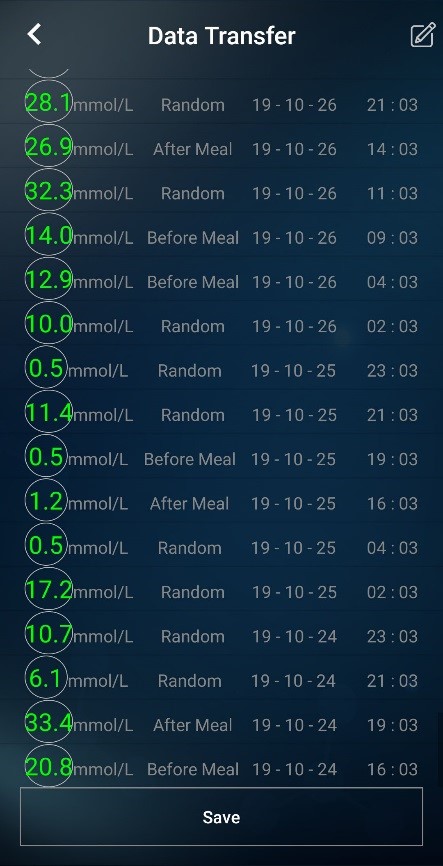 Data Transfer
28.1 mmol/L Random 19 - 10 - 26 21 : 03
26.9 mmol/L After Meal 19 - 10 - 26 14 : 03
32.3 mmol/L Random 19 - 10 - 26 11 : 03
14.0 mmol/L Before Meal 19 - 10 - 26 09 : 03
12.9 mmol/L Before Meal 19 - 10 - 26 04 : 03
10.0 mmol/L Random 19 - 10 - 26 02 : 03
0.5 mmol/L Random 19 - 10 - 25 23 : 03
11.4 mmol/L Random 19 - 10 - 25 21 : 03
0.5 mmol/L Before Meal 19 - 10 - 25 19 : 03
1.2 mmol/L After Meal 19 - 10 - 25 16 : 03
0.5 mmol/L Random 19 - 10 - 25 04 : 03
17.2 mmol/L Random 19 - 10 - 25 02 : 03
10.7 mmol/L Random 19 - 10 - 24 23 : 03
6.1 mmol/L Random 19 - 10 - 24 21 : 03
33.4 mmol/L After Meal 19 - 10 - 24 19 : 03
20.8 mmol/L Before Meal 19 - 10 - 24 16 : 03
Save